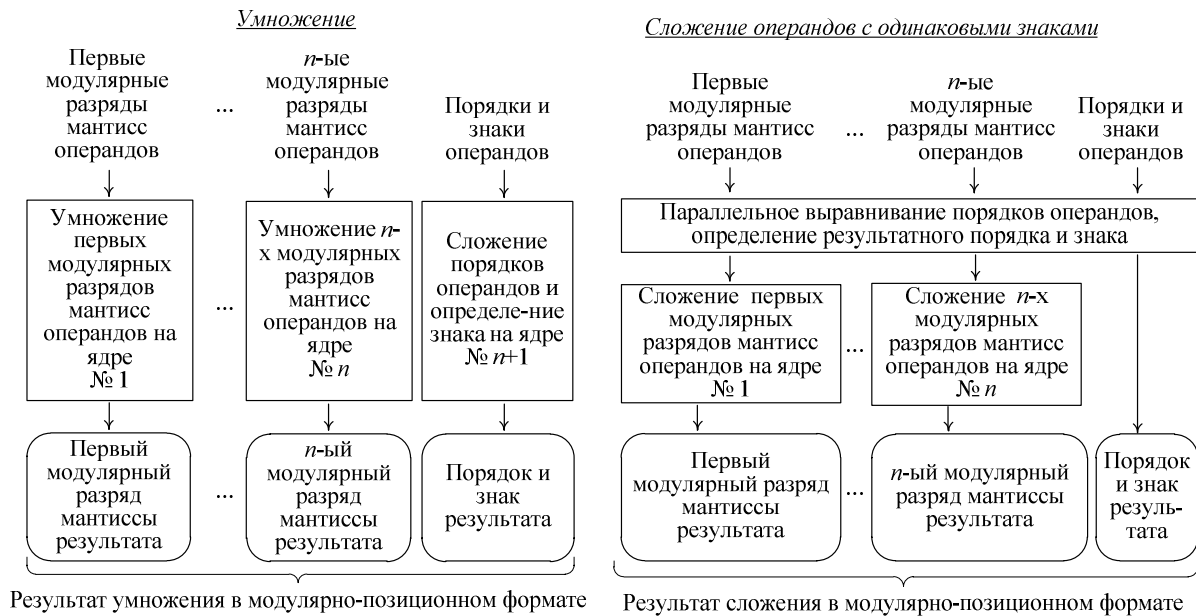 Умножение
Первые
модулярные
разряды
мантисс
операндов
...
n-ые
модулярные
разряды
мантисс
операндов
Порядки и
знаки
операндов
Умножение
первых
модулярных
разрядов
мантисс
операндов на
ядре
№ 1
...
Умножение n-
х модулярных
разрядов
мантисс
операндов на
ядре
№ n
Сложение
порядков
операндов и
определе-ние
знака на ядре
№ n+1
Первый
модулярный
разряд
мантиссы
результата
...
n-ый
модулярный
разряд
мантиссы
результата
Порядок и
знак
результата
Результат умножения в модулярно-позиционном формате
Сложение операндов с одинаковыми знаками
Первые
модулярные
разряды мантисс
операндов
...
n-ые
модулярные
разряды мантисс
операндов
Порядки и
знаки
операндов
Параллельное выравнивание порядков операндов,
определение результатного порядка и знака
Сложение первых
модулярных
разрядов мантисс
операндов на ядре
№ 1
...
Сложение n-х
модулярных
разрядов мантисс
операндов на ядре
№ n
Первый
модулярный разряд
мантиссы
результата
...
n-ый модулярный
разряд мантиссы
результата
Порядок
и знак
резуль-
тата
Результат сложения в модулярно-позиционном формате